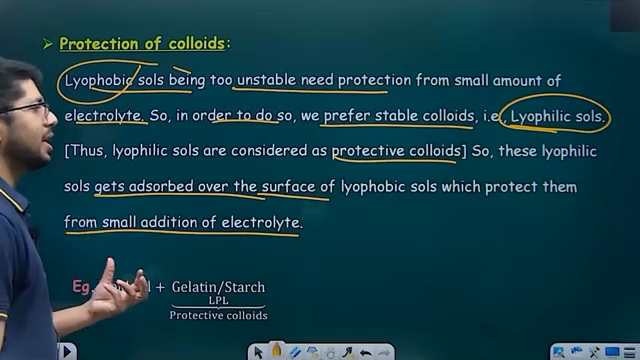 Protection of colloids:
Lyophobic sols being too unstable need protection from small amount of
electrolyte. So, in order to do so, we prefer stable colloids, i.e., Lyophilic sols.
[Thus, lyophilic sols are considered as protective colloids] So, these lyophilic
sols gets adsorbed over the surface of lyophobic sols which protect them
from small addition of electrolyte.
Eg. + Gelatin/Starch
LPL
Protective colloids